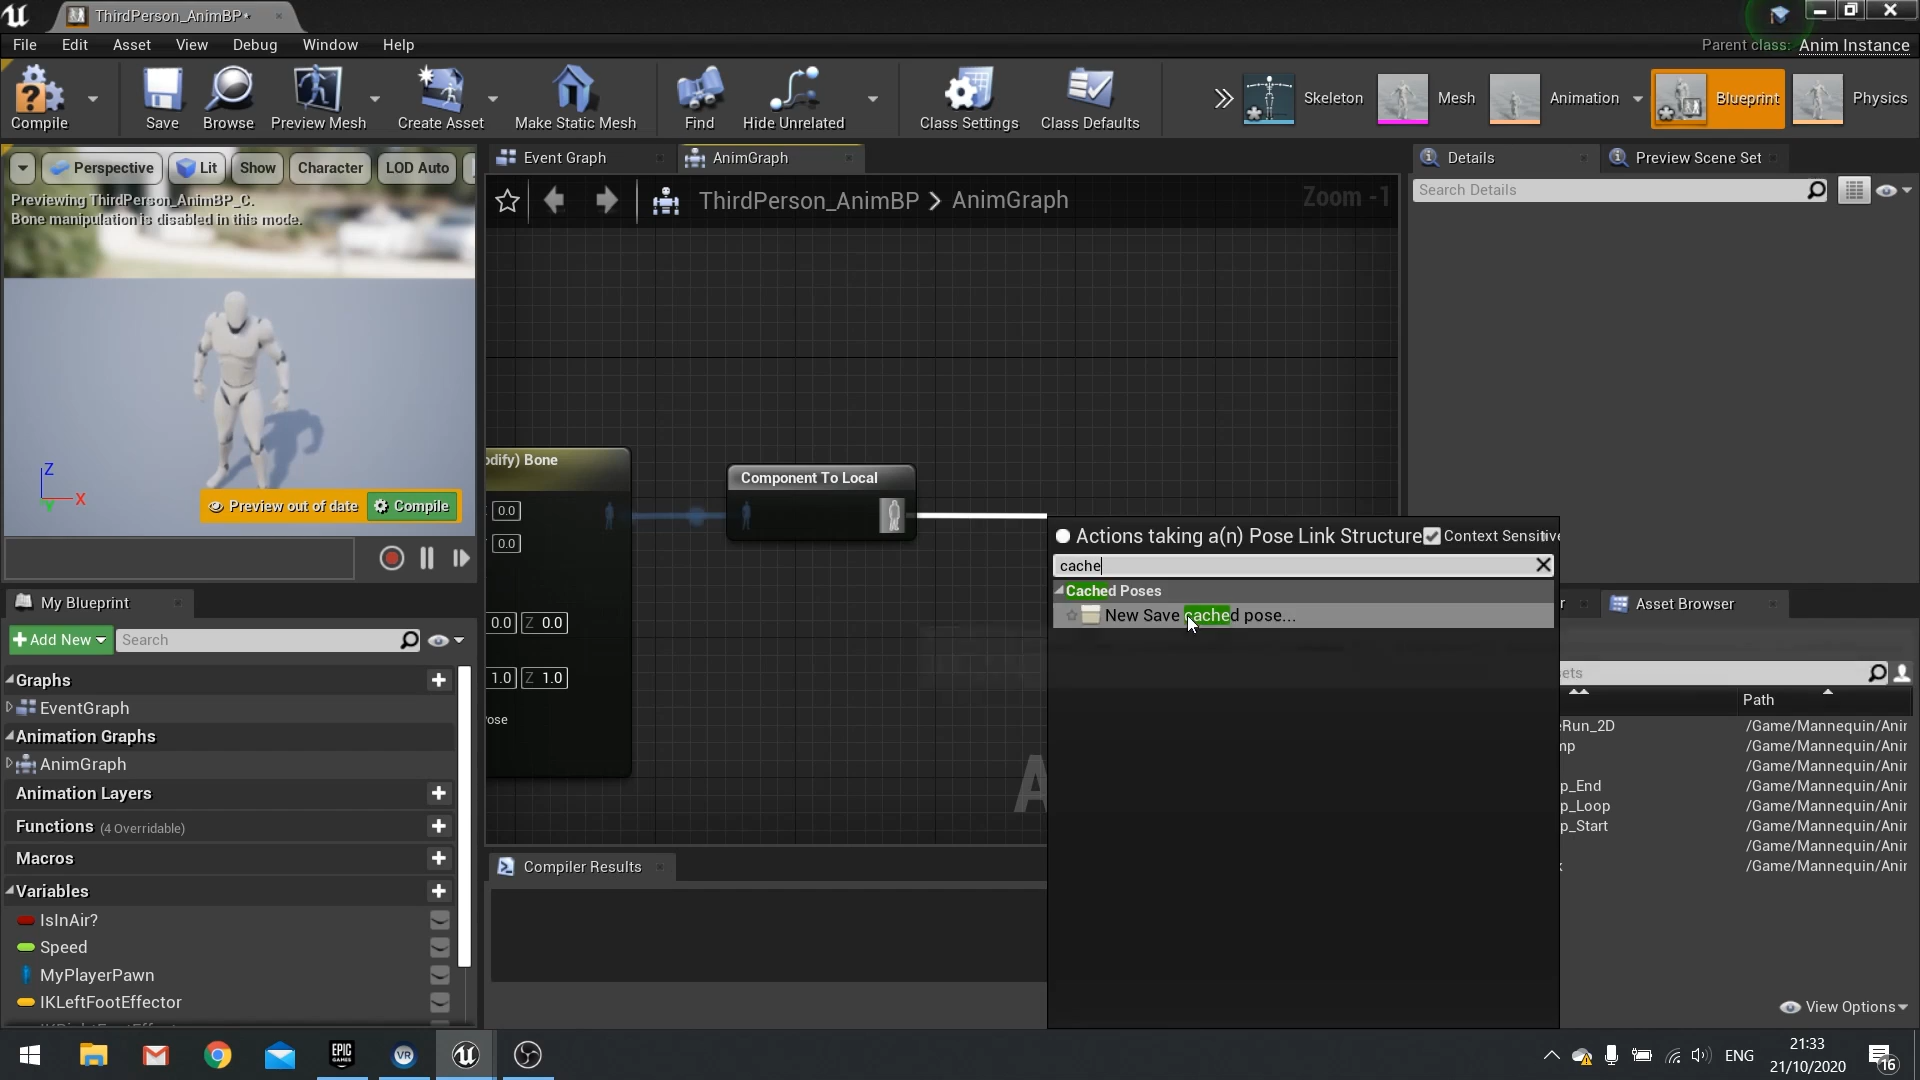 ThirdPerson_AnimBP*
File Edit Asset View Debug Window Help
Parent class: Anim Instance
Compile Save Browse Preview Mesh Create Asset Make Static Mesh Find Hide Unrelated Class Settings Class Defaults Skeleton Mesh Animation Blueprint Physics
Perspective Lit Show Character LOD Auto
Previewing ThirdPerson_AnimBP_C.
Bone manipulation is disabled in this mode.
Z
X
Y
Preview out of date Compile
Event Graph AnimGraph
ThirdPerson_AnimBP > AnimGraph
Zoom -1
odify) Bone
0.0
0.0
0.0 Z 0.0
1.0 Z 1.0
Pose
Component To Local
A
Actions taking a(n) Pose Link Structure Context Sensitive
cache
Cached Poses
New Save cached pose...
Compiler Results
Details Preview Scene Set
Search Details
My Blueprint
Add New Search
Graphs
EventGraph
Animation Graphs
AnimGraph
Animation Layers
Functions (4 Overridable)
Macros
Variables
IsInAir?
Speed
MyPlayerPawn
IKLeftFootEffector
r Asset Browser
ets
Path
Run_2D /Game/Mannequin/Anir
mp /Game/Mannequin/Anir
/Game/Mannequin/Anir
p_End /Game/Mannequin/Anir
p_Loop /Game/Mannequin/Anir
p_Start /Game/Mannequin/Anir
/Game/Mannequin/Anir
k /Game/Mannequin/Anir
View Options
EPIC GAMES
VR
ENG
21:33
21/10/2020
16